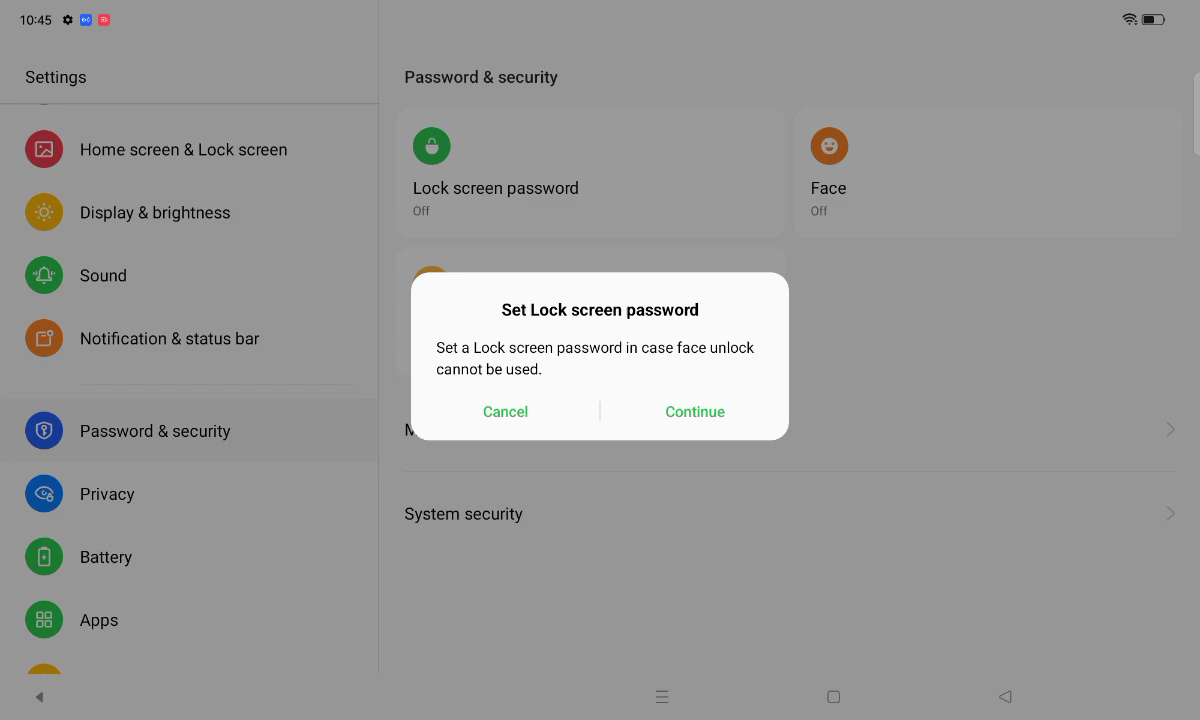 10:45
Settings
Home screen & Lock screen
Display & brightness
Sound
Notification & status bar
Password & security
Privacy
Battery
Apps
Password & security
Lock screen password
Off
Face
Off
Set Lock screen password
Set a Lock screen password in case face unlock
cannot be used.
Cancel
Continue
System security